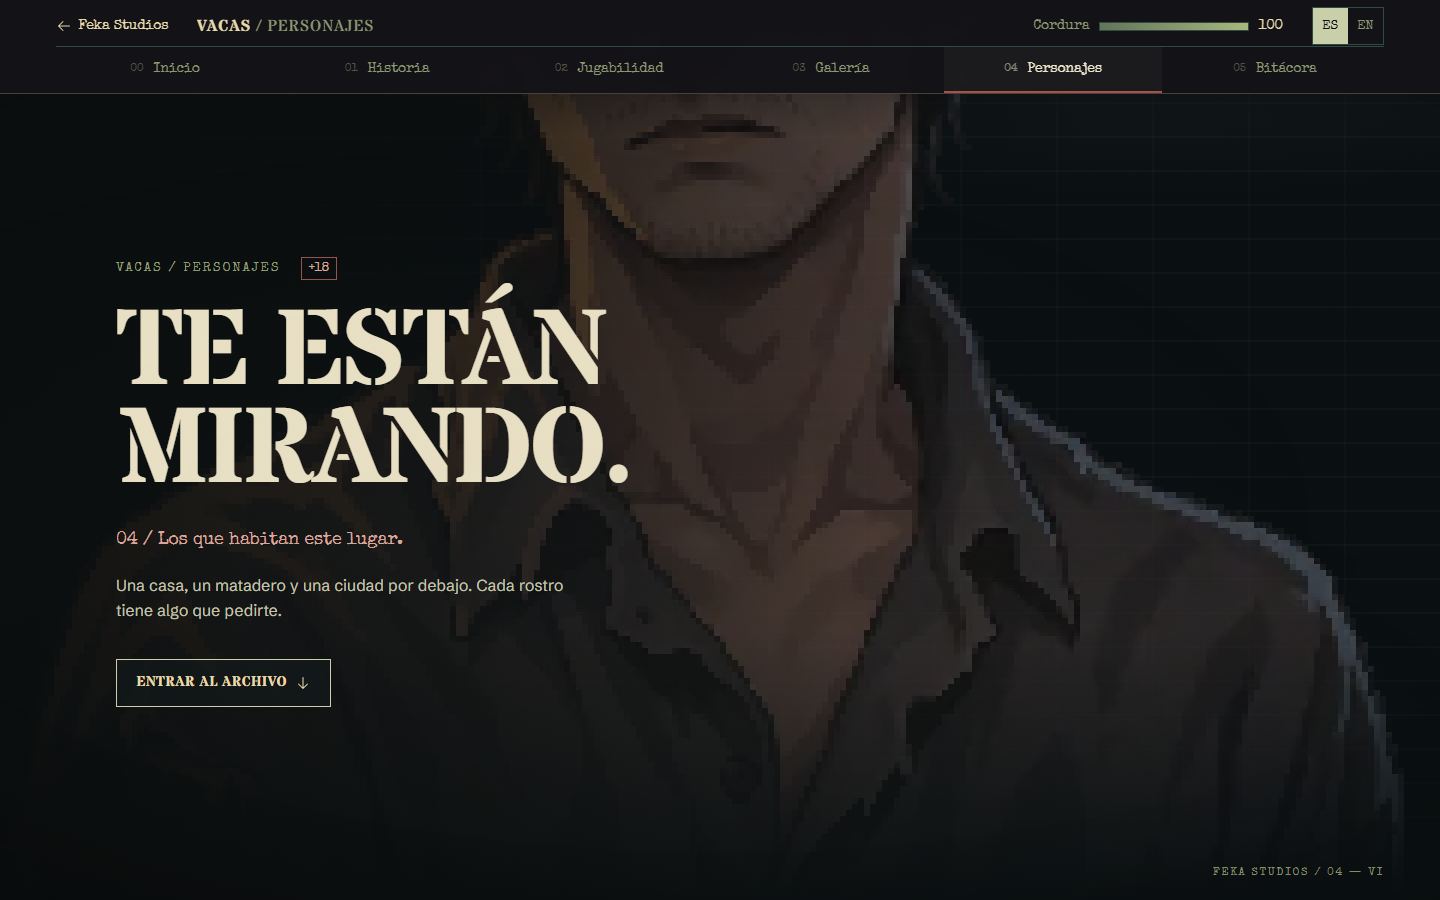 ← Feka Studios VACAS / PERSONAJES Cordura 100 ES EN
00 Inicio 01 Historia 02 Jugabilidad 03 Galería 04 Personajes 05 Bitácora
VACAS / PERSONAJES +18
TE ESTÁN
MIRANDO.
04 / Los que habitan este lugar.
Una casa, un matadero y una ciudad por debajo. Cada rostro
tiene algo que pedirte.
ENTRAR AL ARCHIVO ↓
FEKA STUDIOS / 04 — VI